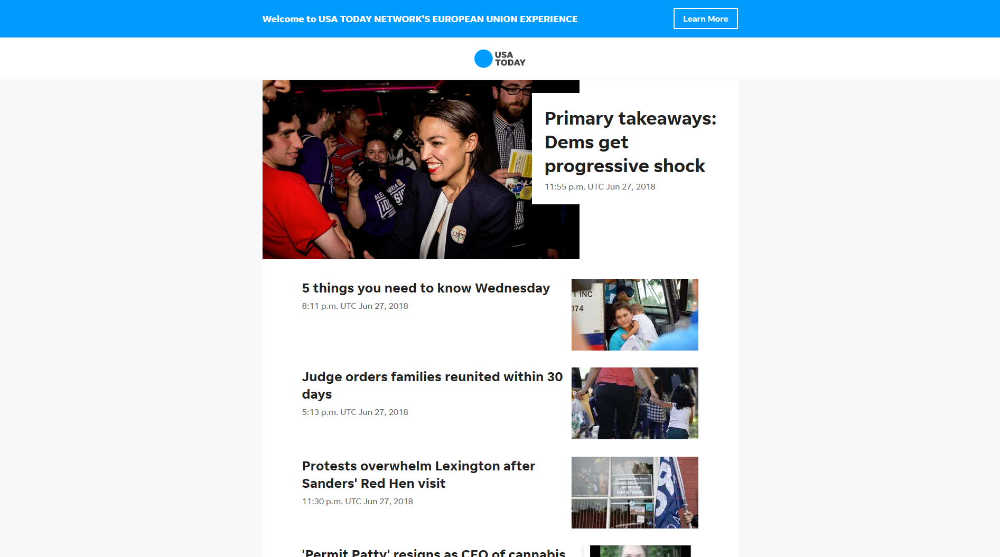 Welcome to USA TODAY NETWORK’S EUROPEAN UNION EXPERIENCE
Learn More
USA
TODAY
Primary takeaways:
Dems get
progressive shock
11:55 p.m. UTC Jun 27, 2018
I VOTED
5 things you need to know Wednesday
8:11 p.m. UTC Jun 27, 2018
T INC
374
Judge orders families reunited within 30
days
5:13 p.m. UTC Jun 27, 2018
Protests overwhelm Lexington after
Sanders' Red Hen visit
11:30 p.m. UTC Jun 27, 2018
into a friend."
'Permit Patty' resigns as CEO of cannabis